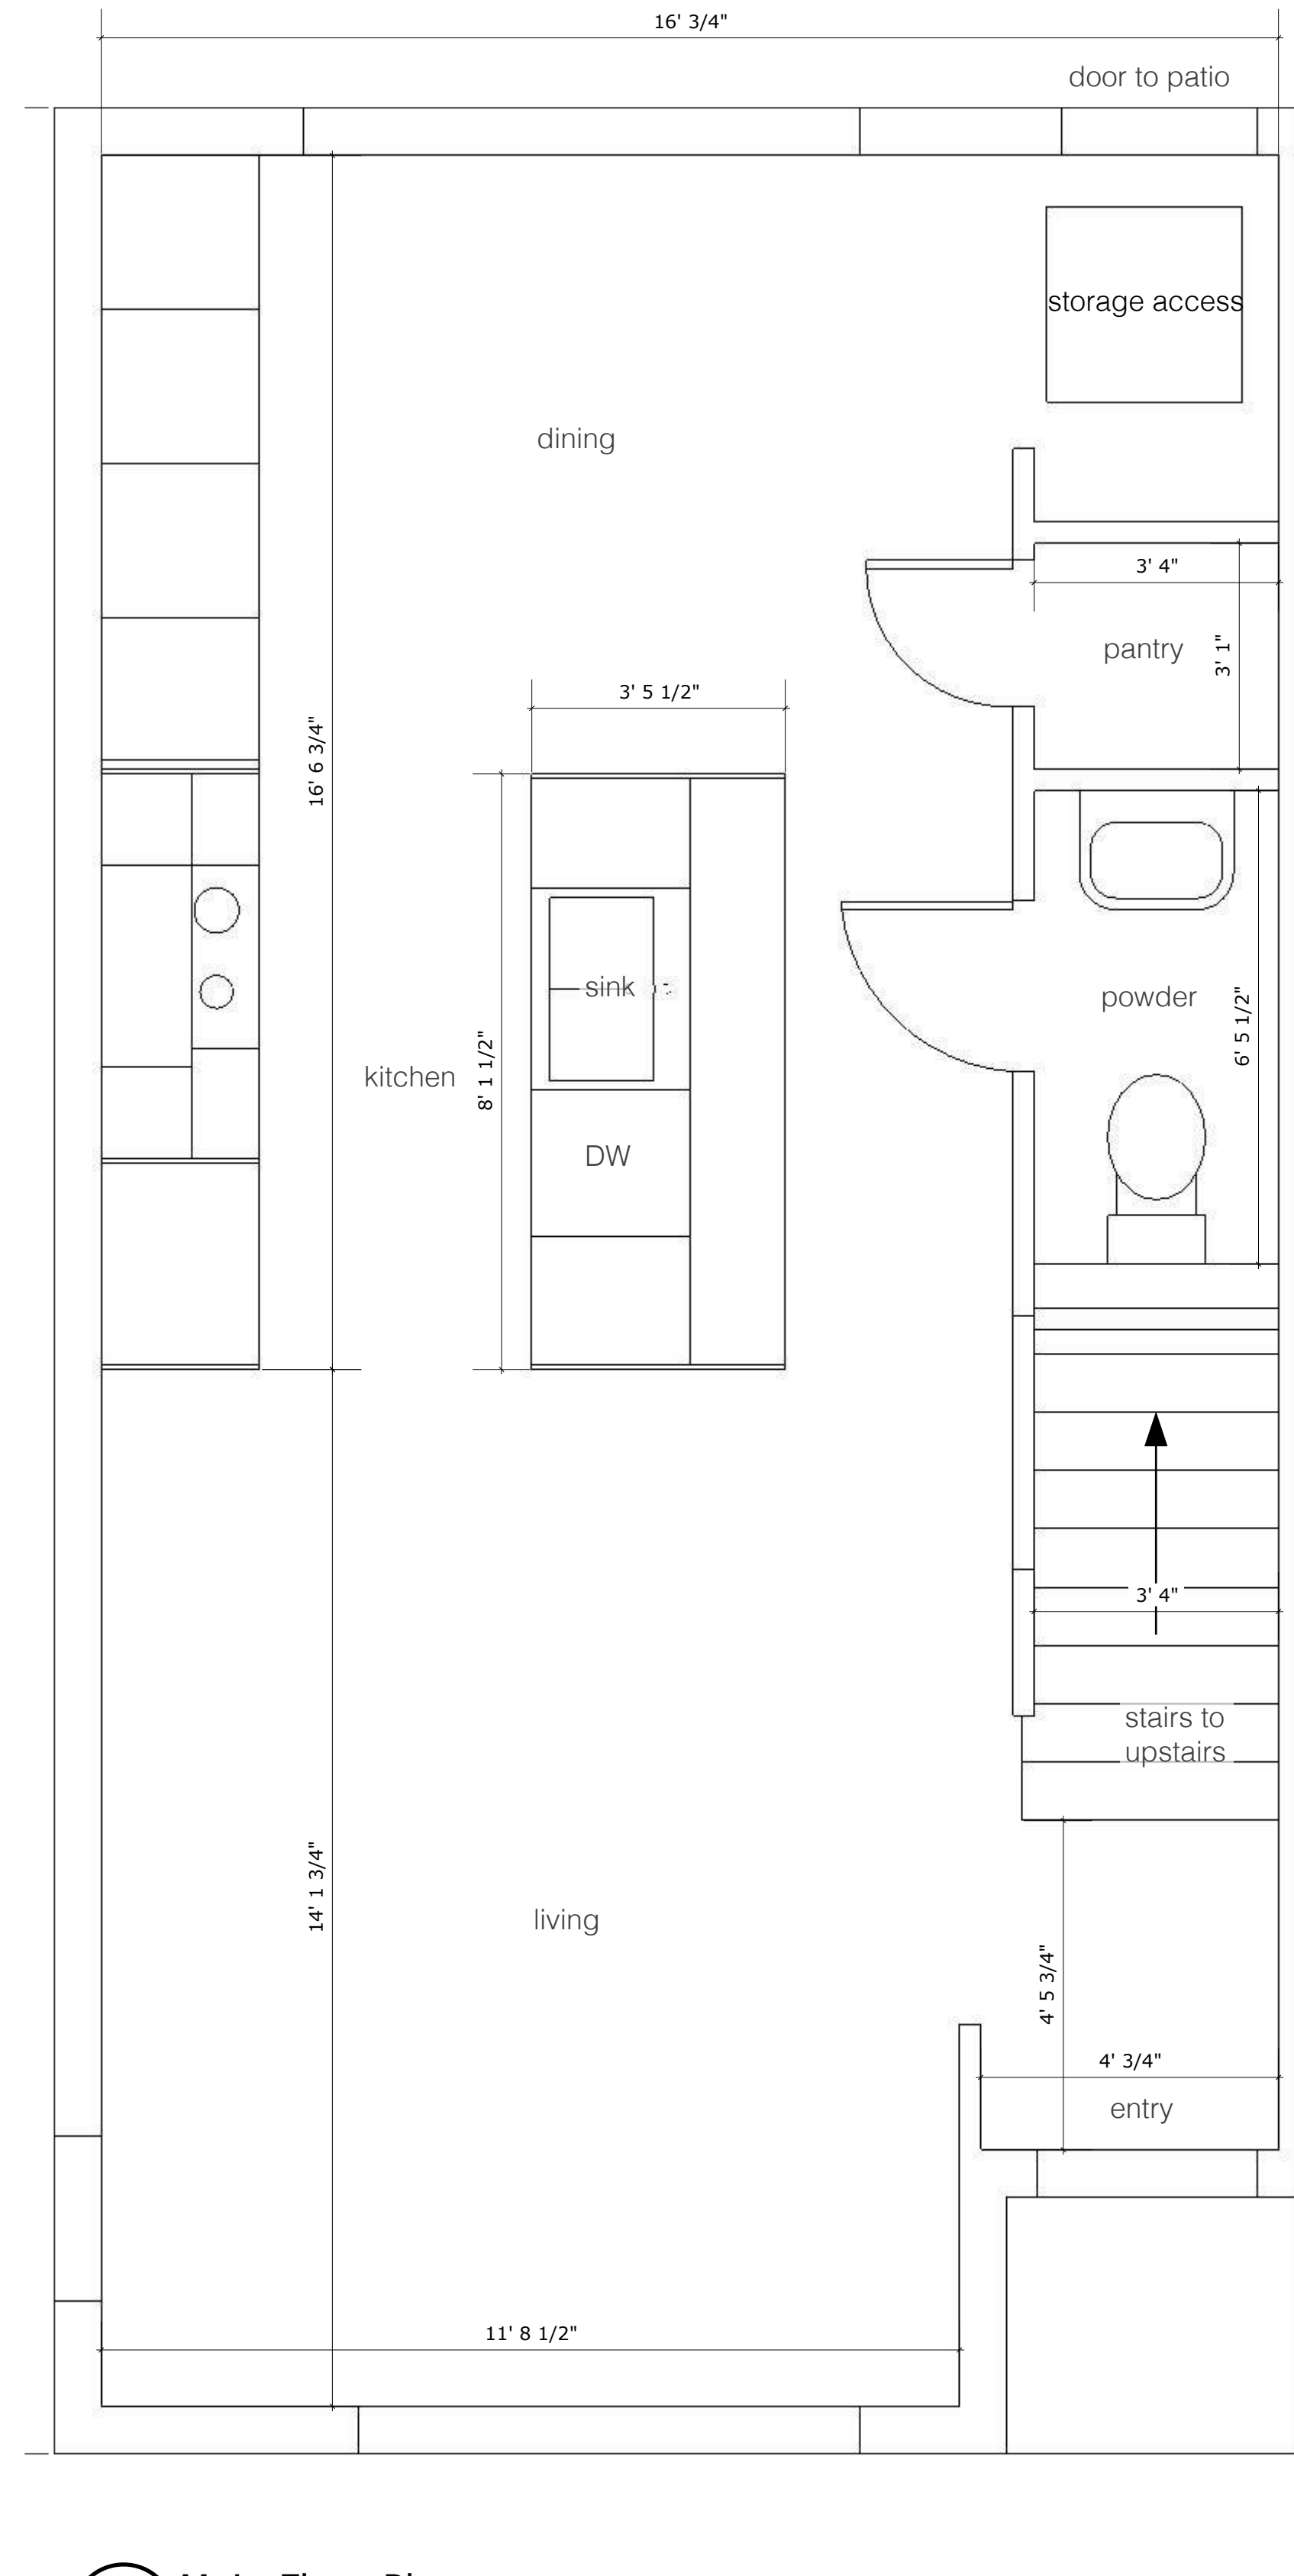 16' 3/4"
door to patio
storage access
dining
3' 4"
pantry
3' 1"
3' 5 1/2"
16' 6 3/4"
sink
powder
6' 5 1/2"
kitchen
8' 1 1/2"
DW
3' 4"
stairs to
upstairs
14' 1 3/4"
living
4' 5 3/4"
4' 3/4"
entry
11' 8 1/2"